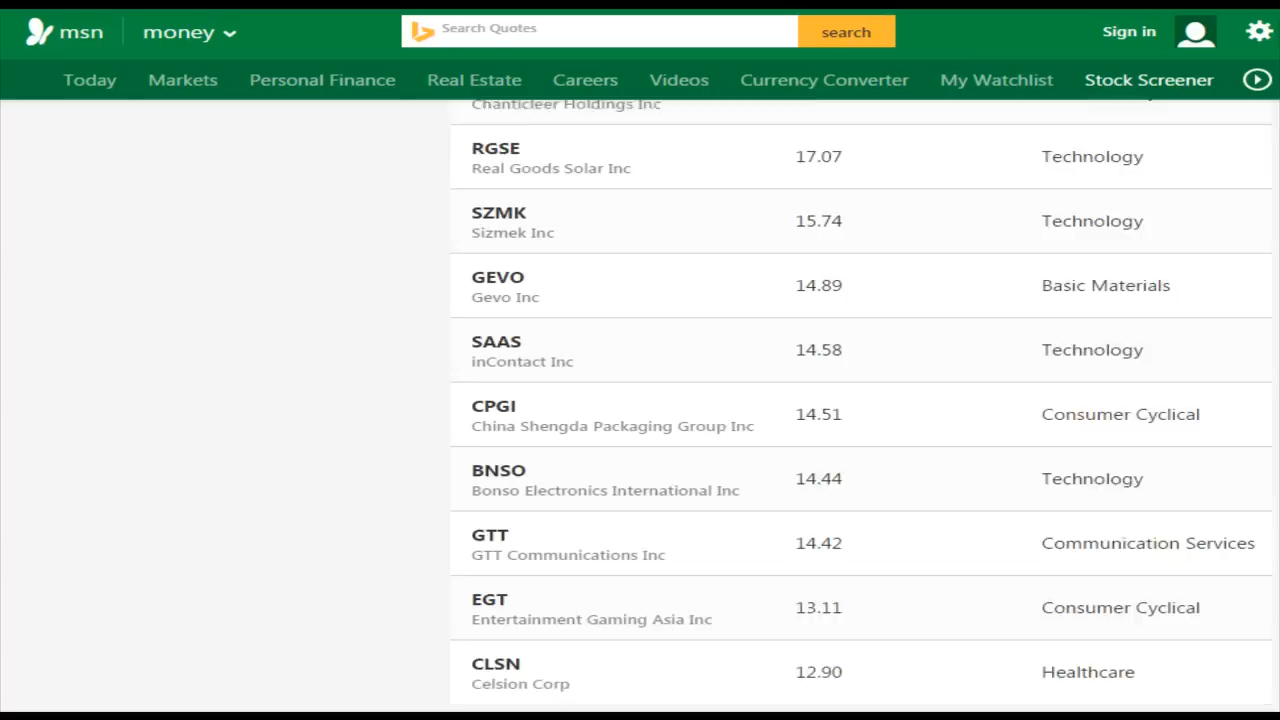 msn money Search Quotes search Sign in
Today Markets Personal Finance Real Estate Careers Videos Currency Converter My Watchlist Stock Screener
Chanticleer Holdings Inc
RGSE 17.07 Technology
Real Goods Solar Inc
SZMK 15.74 Technology
Sizmek Inc
GEVO 14.89 Basic Materials
Gevo Inc
SAAS 14.58 Technology
inContact Inc
CPGI 14.51 Consumer Cyclical
China Shengda Packaging Group Inc
BNSO 14.44 Technology
Bonso Electronics International Inc
GTT 14.42 Communication Services
GTT Communications Inc
EGT 13.11 Consumer Cyclical
Entertainment Gaming Asia Inc
CLSN 12.90 Healthcare
Celsion Corp